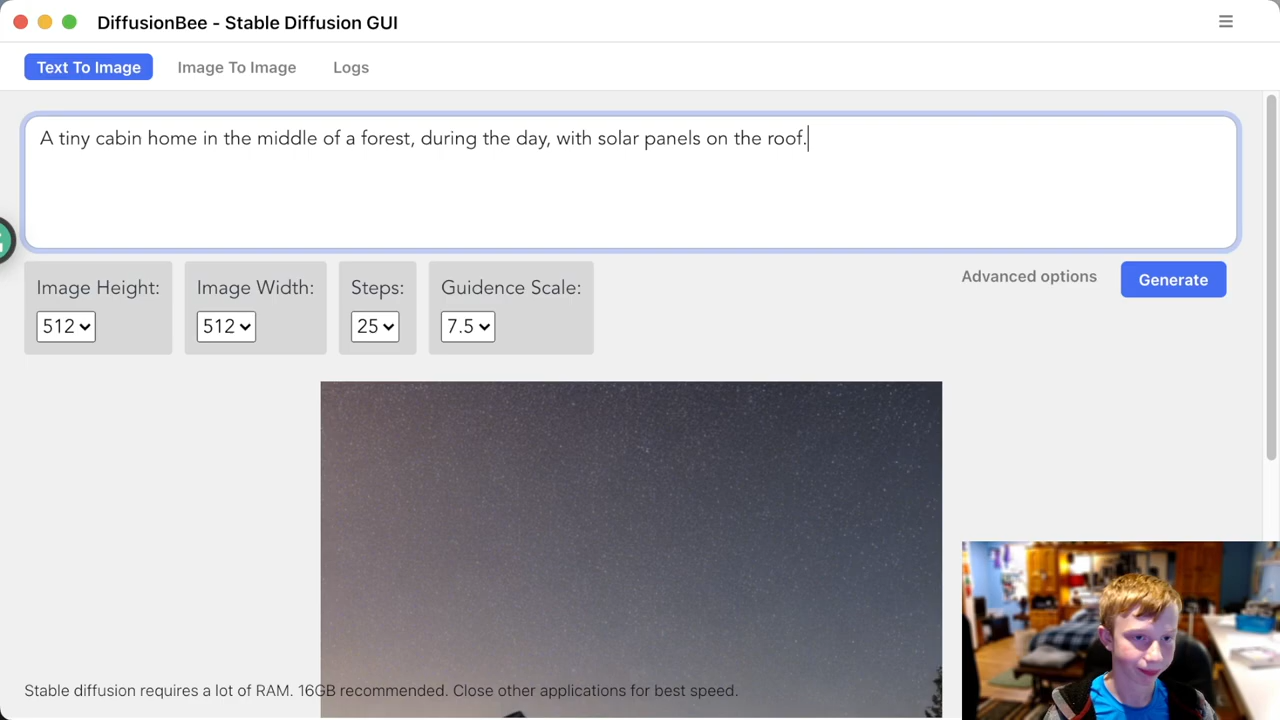 DiffusionBee - Stable Diffusion GUI
Text To Image
Image To Image
Logs
A tiny cabin home in the middle of a forest, during the day, with solar panels on the roof.
Image Height:
Image Width:
Steps:
Guidence Scale:
Advanced options
Generate
512
512
25
7.5
Stable diffusion requires a lot of RAM. 16GB recommended. Close other applications for best speed.